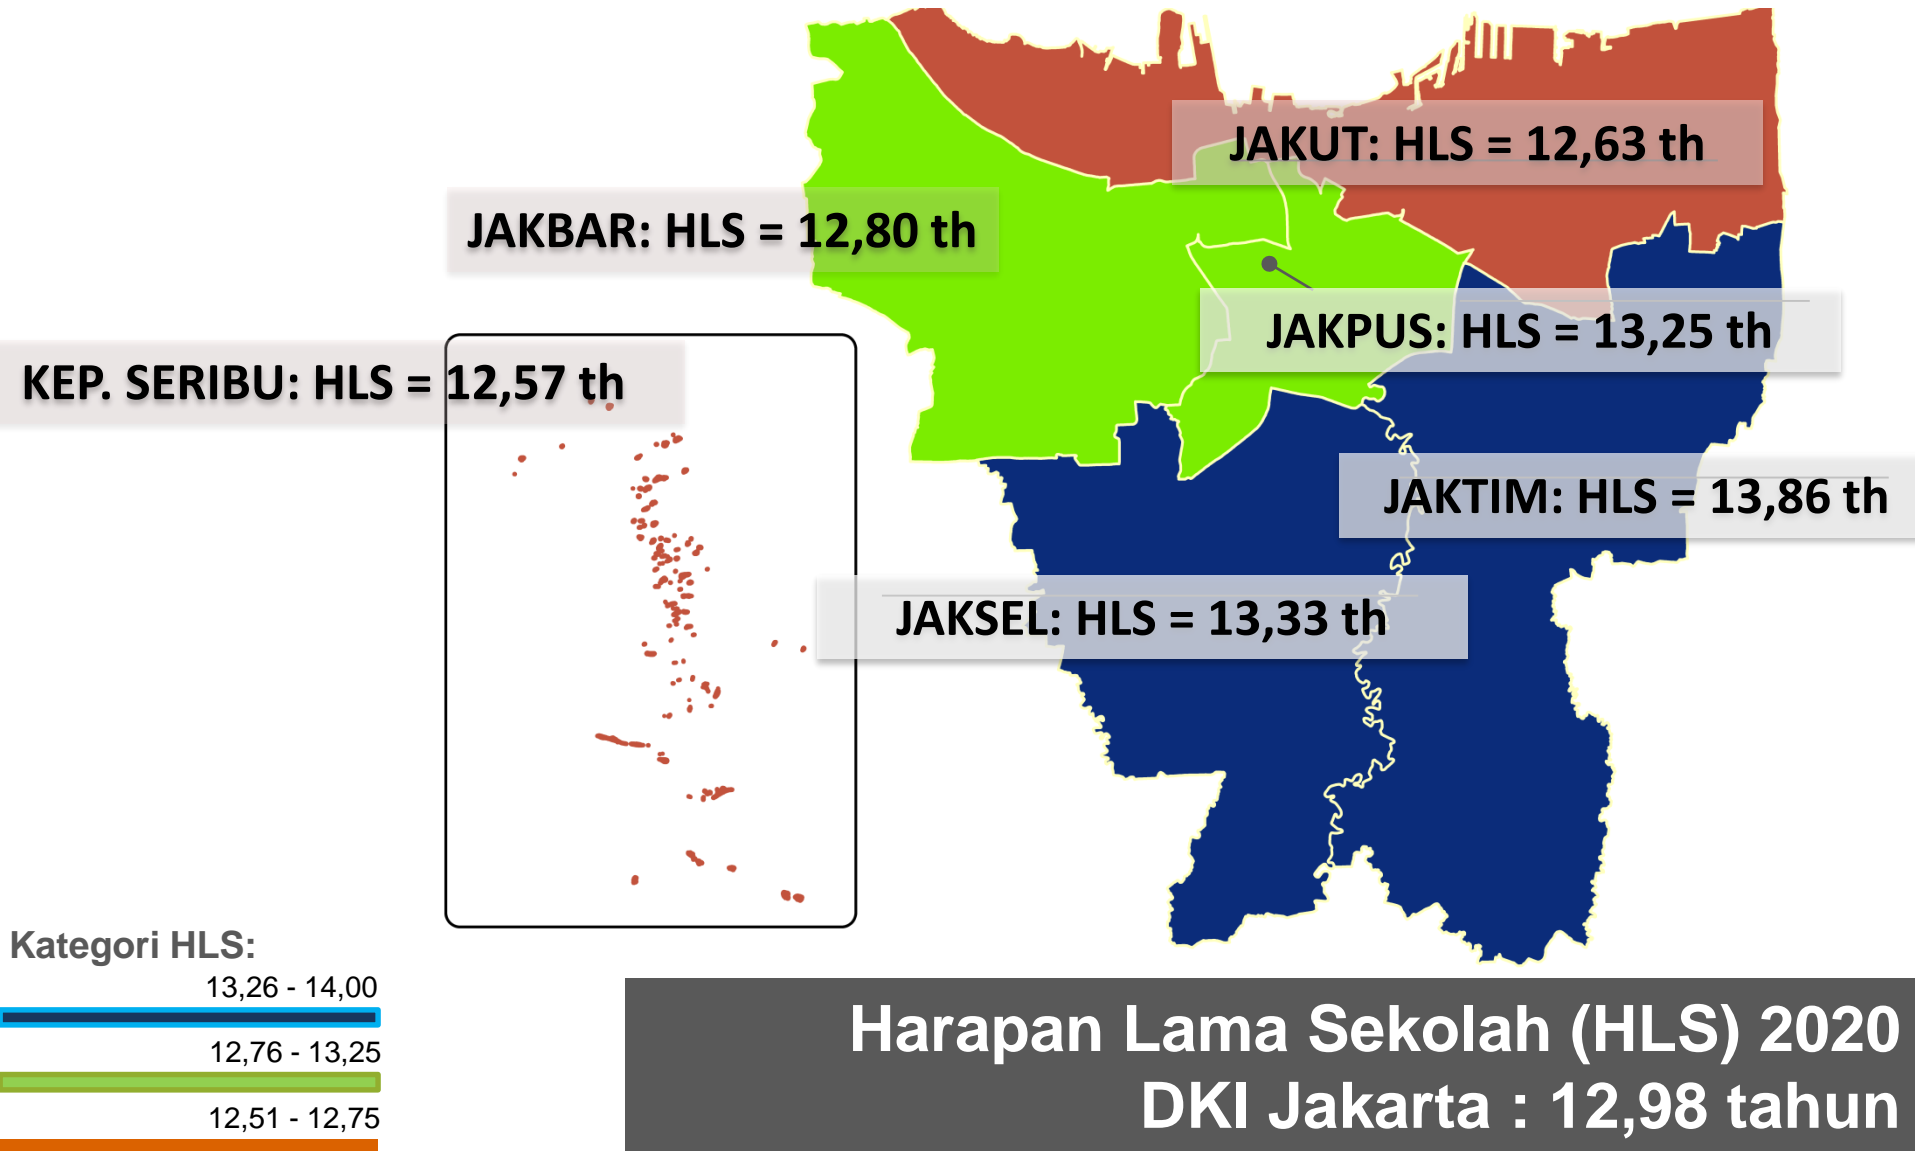 JAKUT: HLS = 12,63 th
JAKBAR: HLS = 12,80 th
JAKPUS: HLS = 13,25 th
KEP. SERIBU: HLS = 12,57 th
JAKTIM: HLS = 13,86 th
JAKSEL: HLS = 13,33 th
Kategori HLS:
13,26 - 14,00
12,76 - 13,25
12,51 - 12,75
Harapan Lama Sekolah (HLS) 2020
DKI Jakarta : 12,98 tahun